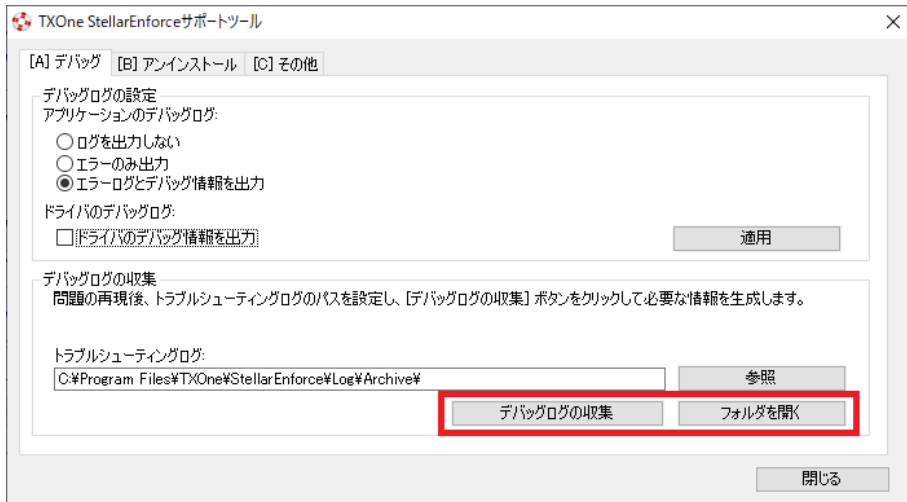 TXOne StellarEnforceサポートツール
[A] デバッグ [B] アンインストール [C] その他
デバッグログの設定
アプリケーションのデバッグログ:
ログを出力しない
エラーのみ出力
エラーログとデバッグ情報を出力
ドライバのデバッグログ:
ドライバのデバッグ情報を出力
適用
デバッグログの収集
問題の再現後、トラブルシューティングログのパスを設定し、[デバッグログの収集] ボタンをクリックして必要な情報を生成します。
トラブルシューティングログ:
C:¥Program Files¥TXOne¥StellarEnforce¥Log¥Archive¥ 参照
デバッグログの収集 フォルダを開く
閉じる